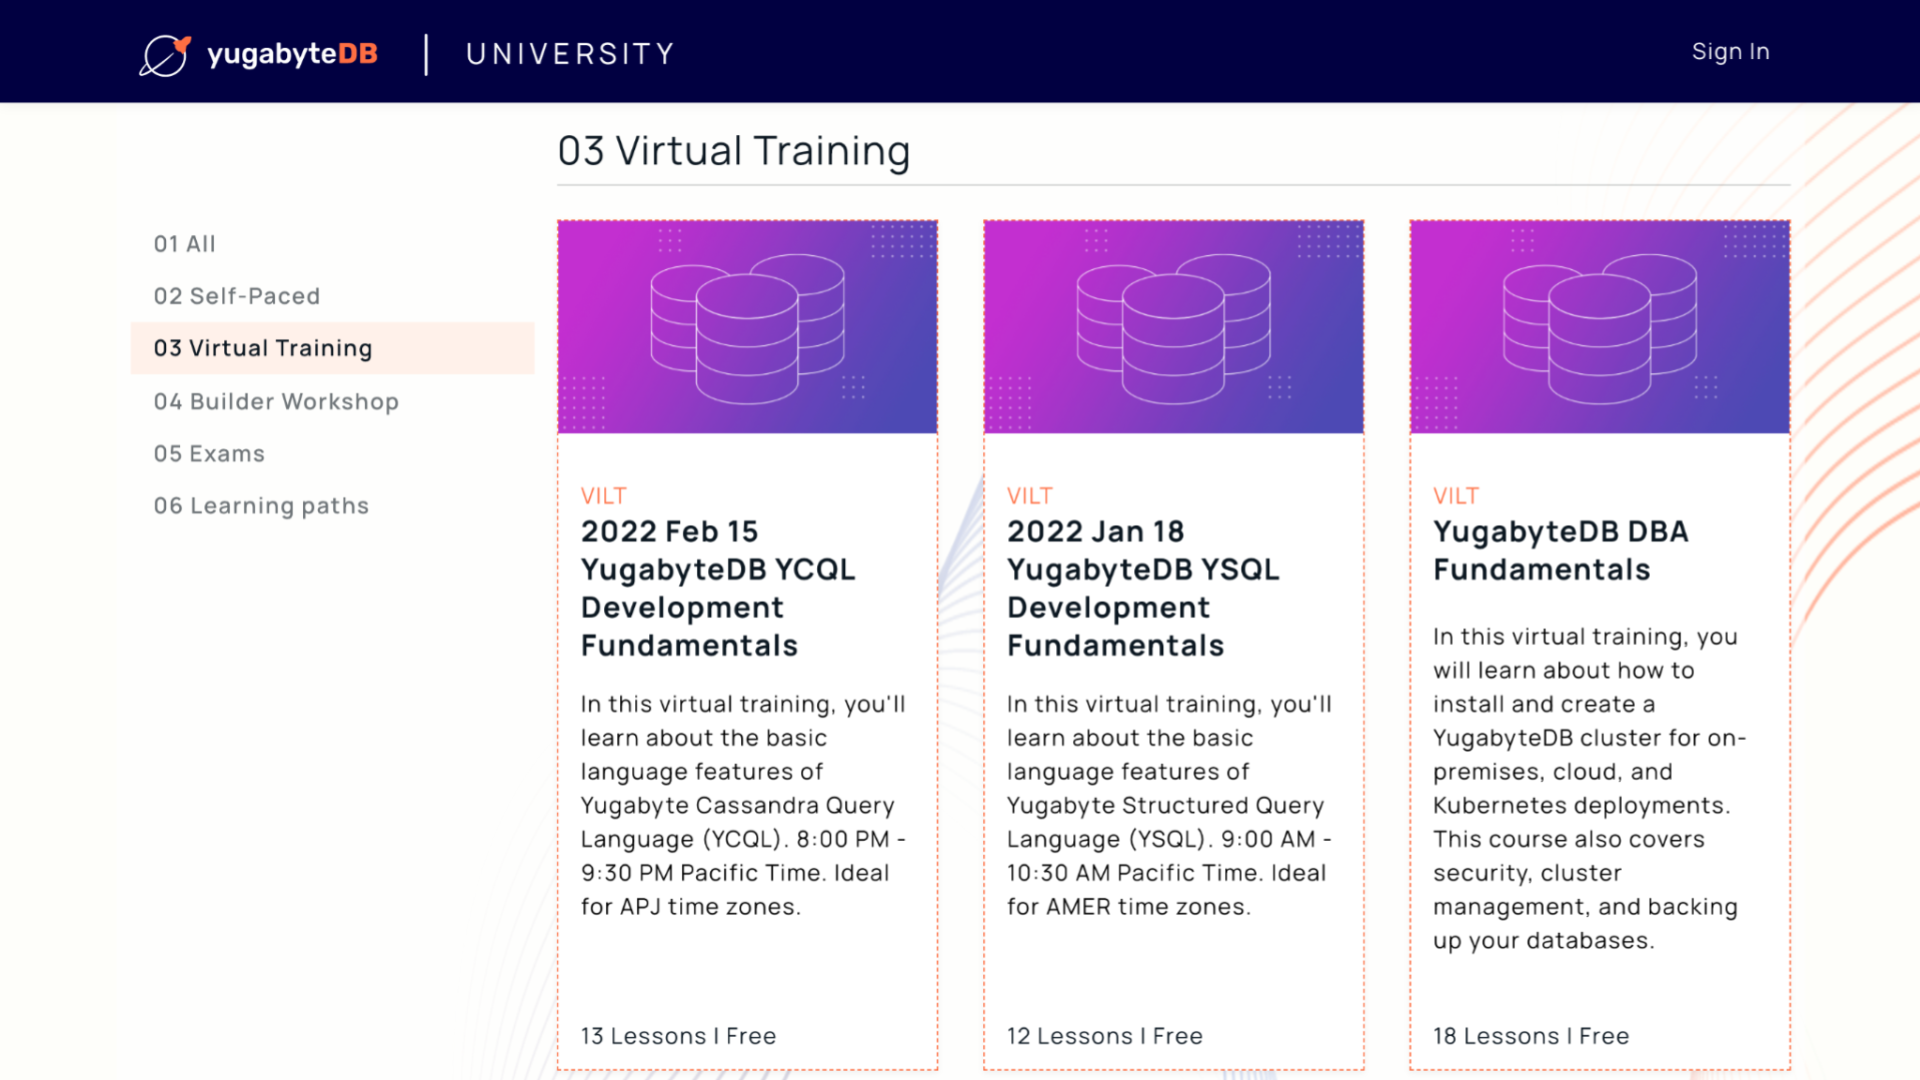 yugabyteDB | UNIVERSITY
Sign In
03 Virtual Training
01 All
02 Self-Paced
03 Virtual Training
04 Builder Workshop
05 Exams
06 Learning paths
VILT
2022 Feb 15
YugabyteDB YCQL
Development
Fundamentals
In this virtual training, you'll
learn about the basic
language features of
Yugabyte Cassandra Query
Language (YCQL). 8:00 PM -
9:30 PM Pacific Time. Ideal
for APJ time zones.
13 Lessons | Free
VILT
2022 Jan 18
YugabyteDB YSQL
Development
Fundamentals
In this virtual training, you'll
learn about the basic
language features of
Yugabyte Structured Query
Language (YSQL). 9:00 AM -
10:30 AM Pacific Time. Ideal
for AMER time zones.
12 Lessons | Free
VILT
YugabyteDB DBA
Fundamentals
In this virtual training, you
will learn about how to
install and create a
YugabyteDB cluster for on-
premises, cloud, and
Kubernetes deployments.
This course also covers
security, cluster
management, and backing
up your databases.
18 Lessons | Free